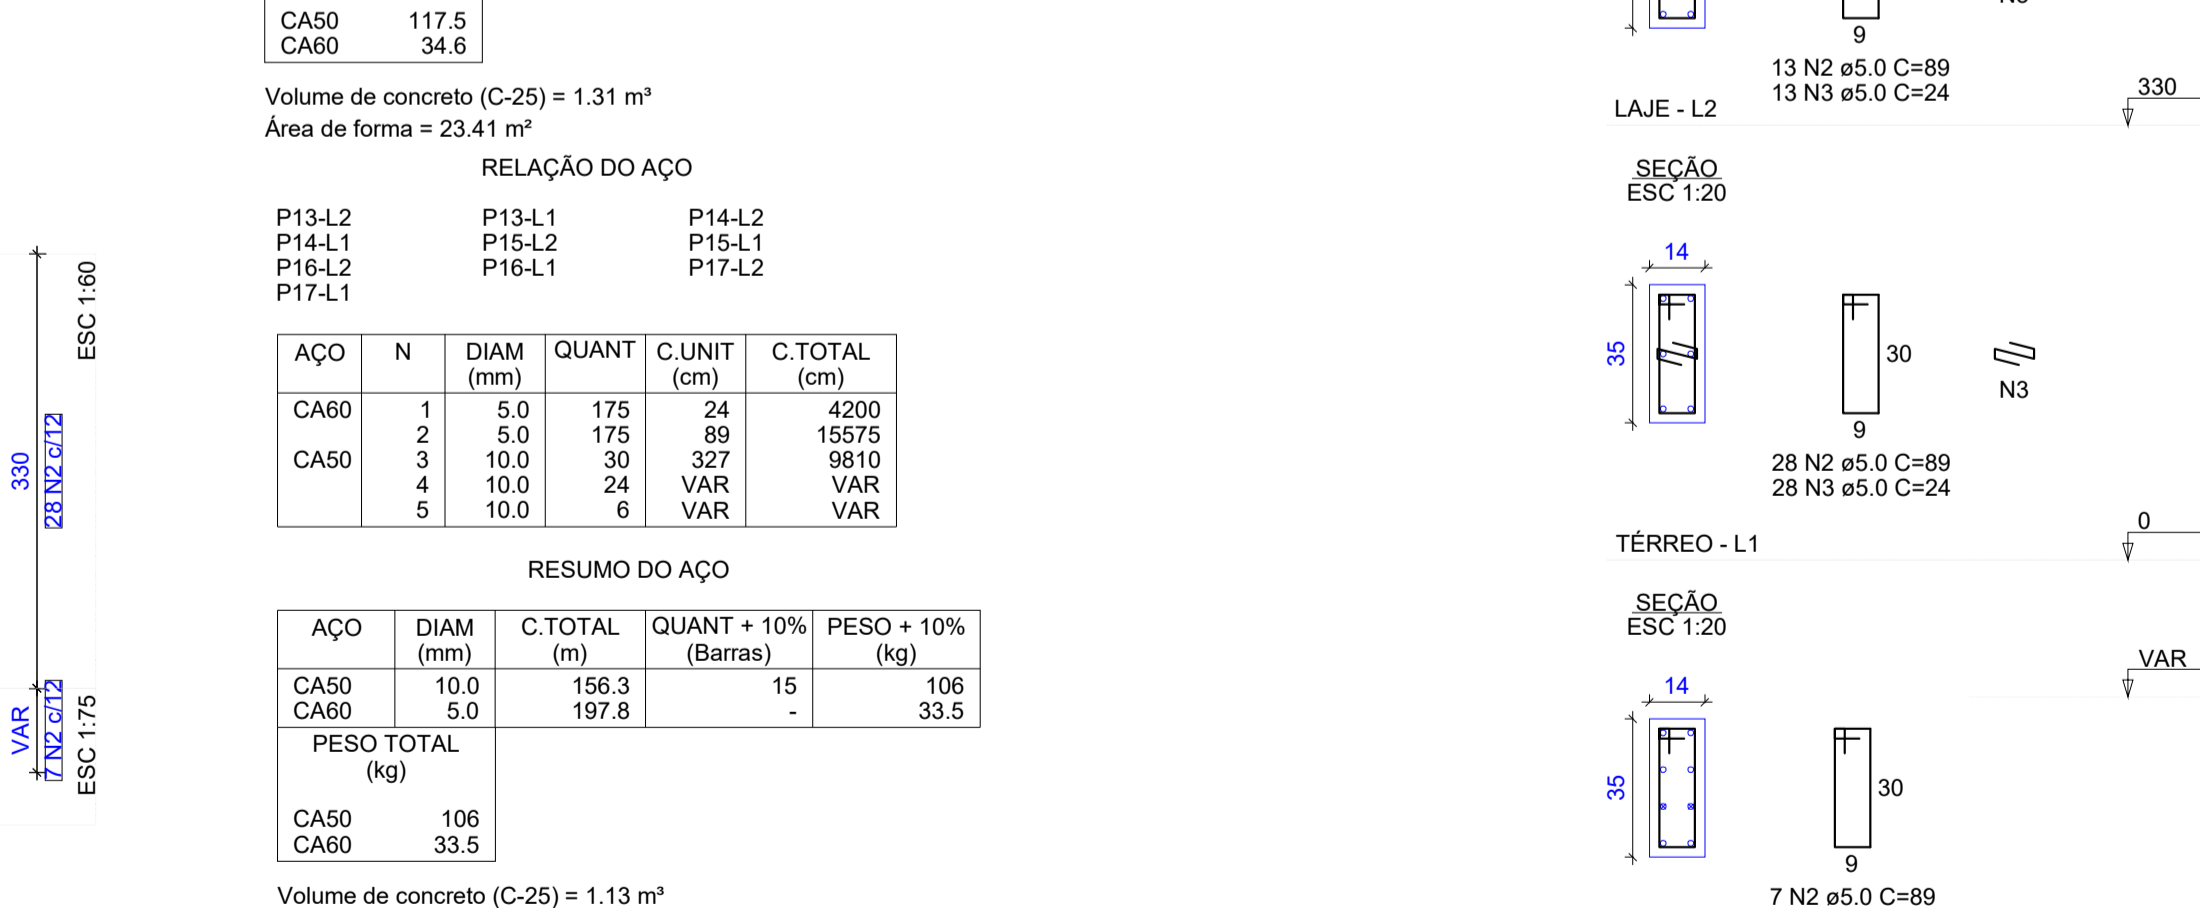 CA50 117.5
CA60 34.6
Volume de concreto (C-25) = 1.31 m³
Área de forma = 23.41 m²
RELAÇÃO DO AÇO
P13-L2 P13-L1 P14-L2
P14-L1 P15-L2 P15-L1
P16-L2 P16-L1 P17-L2
P17-L1
AÇO N DIAM QUANT C.UNIT C.TOTAL
(mm) (cm) (cm)
CA60 1 5.0 175 24 4200
2 5.0 175 89 15575
CA50 3 10.0 30 327 9810
4 10.0 24 VAR VAR
5 10.0 6 VAR VAR
RESUMO DO AÇO
AÇO DIAM C.TOTAL QUANT + 10% PESO + 10%
(mm) (m) (Barras) (kg)
CA50 10.0 156.3 15 106
CA60 5.0 197.8 - 33.5
PESO TOTAL
(kg)
CA50 106
CA60 33.5
Volume de concreto (C-25) = 1.13 m³
330
28 N2 c/12
ESC 1:60
VAR
7 N2 c/12
ESC 1:75
9
13 N2 ø5.0 C=89
13 N3 ø5.0 C=24
LAJE - L2
330
SEÇÃO
ESC 1:20
14
35
30
N3
9
28 N2 ø5.0 C=89
28 N3 ø5.0 C=24
0
TÉRREO - L1
SEÇÃO
ESC 1:20
VAR
14
35
30
9
7 N2 ø5.0 C=89